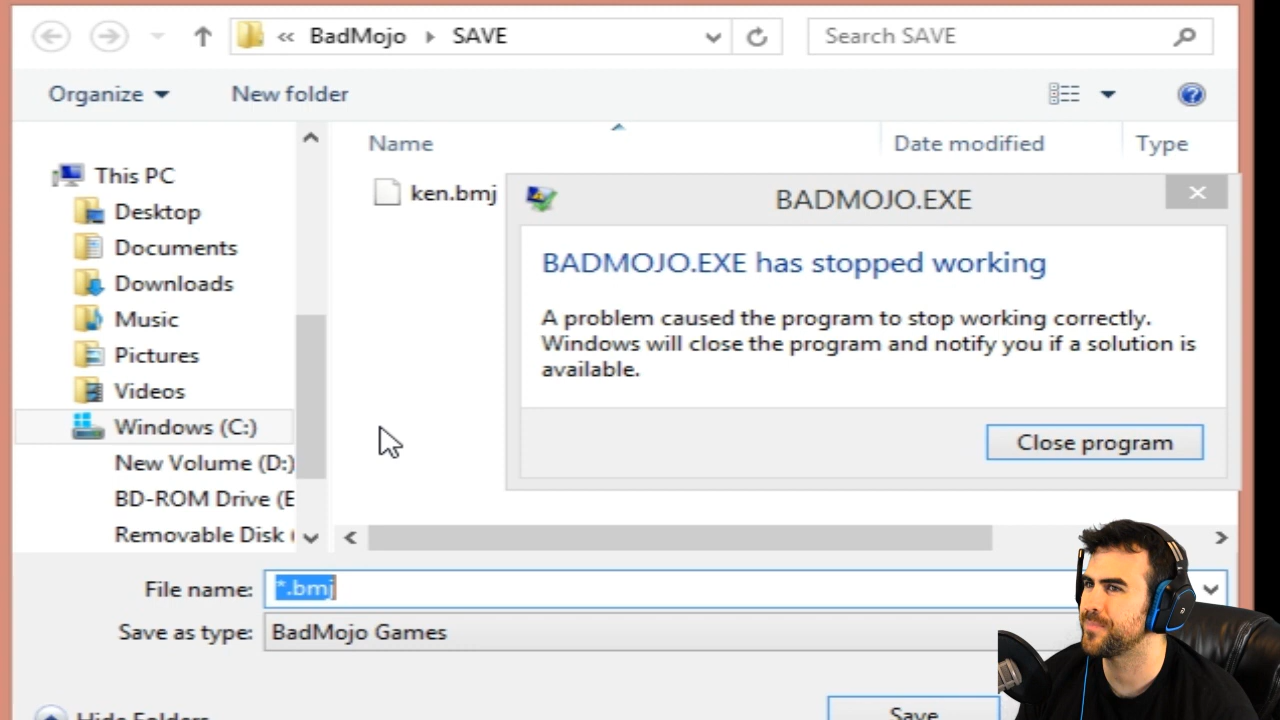 « BadMojo SAVE
Search SAVE
Organize
New folder
Name
Date modified
Type
This PC
Desktop
Documents
Downloads
Music
Pictures
Videos
Windows (C:)
New Volume (D:)
BD-ROM Drive (E
Removable Disk (
ken.bmj
BADMOJO.EXE
BADMOJO.EXE has stopped working
A problem caused the program to stop working correctly.
Windows will close the program and notify you if a solution is
available.
Close program
File name:
*.bmj
Save as type:
BadMojo Games
Hide Folders
Save